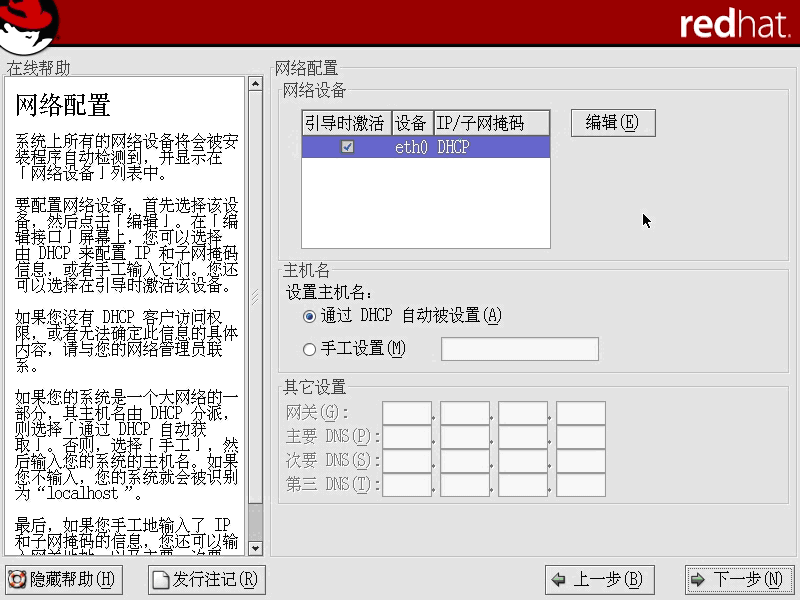 redhat.
在线帮助
网络配置
系统上所有的网络设备将会被安
装程序自动检测到，并显示在
「网络设备」列表中。
要配置网络设备，首先选择该设
备，然后点击「编辑」。在「编
辑接口」屏幕上，您可以选择
由 DHCP 来配置 IP 和子网掩码
信息，或者手工输入它们。您还
可以选择在引导时激活该设备。
如果您没有 DHCP 客户访问权
限，或者无法确定此信息的具体
内容，请与您的网络管理员联
系。
如果您的系统是一个大网络的一
部分，其主机名由 DHCP 分派，
则选择「通过 DHCP 自动获
取」。否则，选择「手工」，然
后输入您的系统的主机名。如果
您不输入，您的系统就会被识别
为“localhost ”。
最后，如果您手工地输入了 IP
和子网掩码的信息，您还可以输
网络配置
网络设备
引导时激活 设备 IP/子网掩码
eth0 DHCP
编辑(E)
主机名
设置主机名:
通过 DHCP 自动被设置(A)
手工设置(M)
其它设置
网关(G):
主要 DNS(P):
次要 DNS(S):
第三 DNS(T):
隐藏帮助(H)
发行注记(R)
上一步(B)
下一步(N)